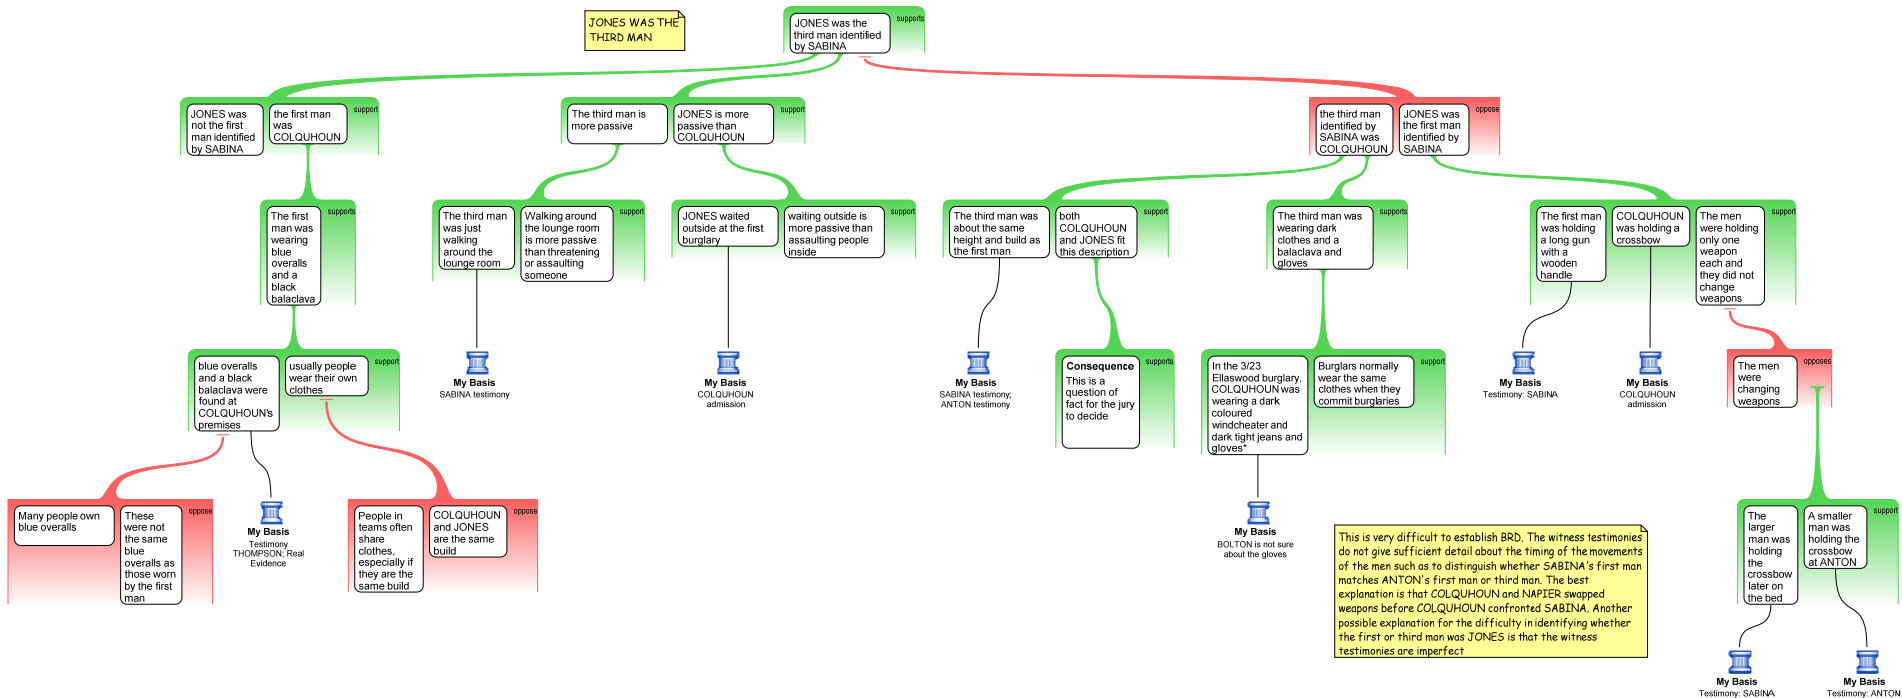 JONES WAS THE
THIRD MAN
JONES was the
third man identified
by SABINA
supports
JONES was
not the first
man identified
by SABINA
the first man
was
COLQUHOUN
support
The third man is
more passive
JONES is more
passive than
COLQUHOUN
support
the third man
identified by
SABINA was
COLQUHOUN
JONES was
the first man
identified by
SABINA
oppose
The first
man was
wearing
blue
overalls
and a
black
balaclava
supports
The third man
was just
walking
around the
lounge room
Walking around
the lounge room
is more passive
than threatening
or assaulting
someone
support
JONES waited
outside at the first
burglary
waiting outside is
more passive than
assaulting people
inside
support
The third man was
about the same
height and build as
the first man
both
COLQUHOUN
and JONES fit
this description
support
The third man was
wearing dark
clothes and a
balaclava and
gloves
supports
The first man
was holding
a long gun
with a
wooden
handle
COLQUHOUN
was holding a
crossbow
The men
were holding
only one
weapon
each and
they did not
change
weapons
support
blue overalls
and a black
balaclava were
found at
COLQUHOUN's
premises
usually people
wear their own
clothes
support
My Basis
SABINA testimony
My Basis
COLQUHOUN
admission
My Basis
SABINA testimony;
ANTON testimony
Consequence
This is a
question of
fact for the jury
to decide
supports
In the 3/23
Ellaswood burglary,
COLQUHOUN was
wearing a dark
coloured
windcheater and
dark tight jeans and
gloves*
Burglars normally
wear the same
clothes when they
commit burglaries
support
My Basis
Testimony: SABINA
My Basis
COLQUHOUN
admission
The men
were
changing
weapons
opposes
Many people own
blue overalls
These
were not
the same
blue
overalls as
those worn
by the first
man
oppose
My Basis
Testimony
THOMPSON; Real
Evidence
People in
teams often
share
clothes,
especially if
they are the
same build
COLQUHOUN
and JONES
are the same
build
oppose
My Basis
BOLTON is not sure
about the gloves
This is very difficult to establish BRD. The witness testimonies
do not give sufficient detail about the timing of the movements
of the men such as to distinguish whether SABINA's first man
matches ANTON's first man or third man. The best
explanation is that COLQUHOUN and NAPIER swapped
weapons before COLQUHOUN confronted SABINA. Another
possible explanation for the difficulty in identifying whether
the first or third man was JONES is that the witness
testimonies are imperfect
The
larger
man was
holding
the
crossbow
later on
the bed
A smaller
man was
holding the
crossbow
at ANTON
support
My Basis
Testimony: SABINA
My Basis
Testimony: ANTON